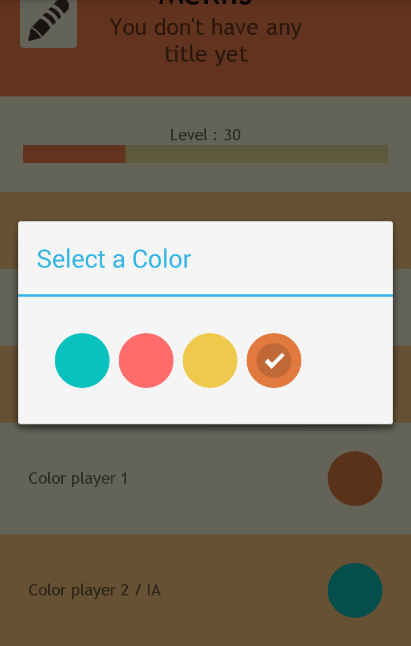 You don't have any
title yet
Level : 30
Select a Color
Color player 1
Color player 2 / IA